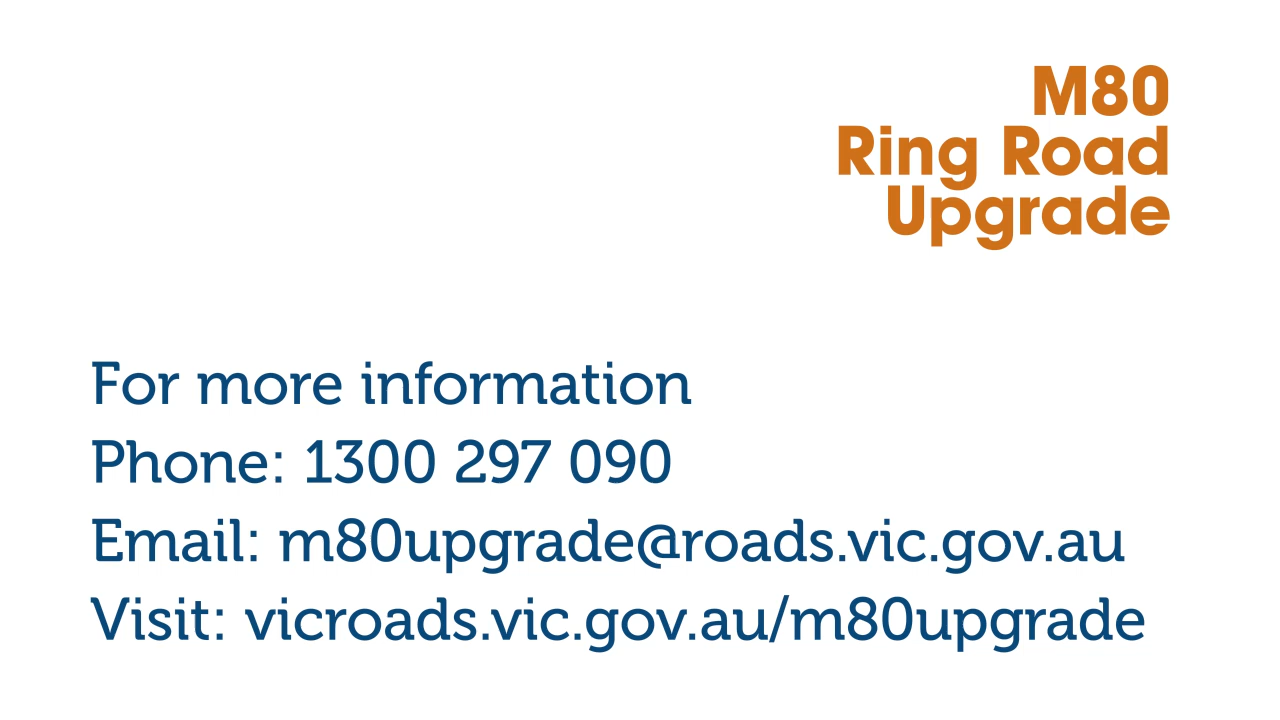 M80
Ring Road
Upgrade
For more information
Phone: 1300 297 090
Email: m80upgrade@roads.vic.gov.au
Visit: vicroads.vic.gov.au/m80upgrade